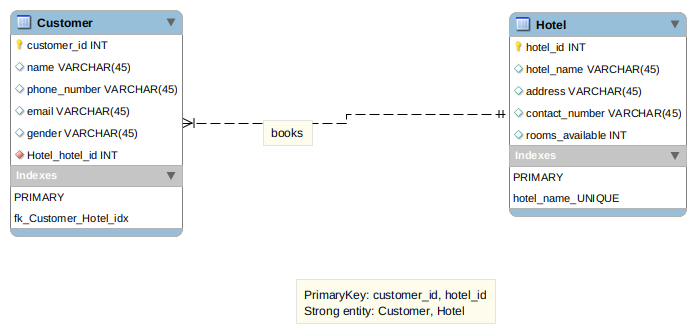 Customer
customer_id INT
name VARCHAR(45)
phone_number VARCHAR(45)
email VARCHAR(45)
gender VARCHAR(45)
Hotel_hotel_id INT
Indexes
PRIMARY
fk_Customer_Hotel_idx
books
Hotel
hotel_id INT
hotel_name VARCHAR(45)
address VARCHAR(45)
contact_number VARCHAR(45)
rooms_available INT
Indexes
PRIMARY
hotel_name_UNIQUE
PrimaryKey: customer_id, hotel_id
Strong entity: Customer, Hotel